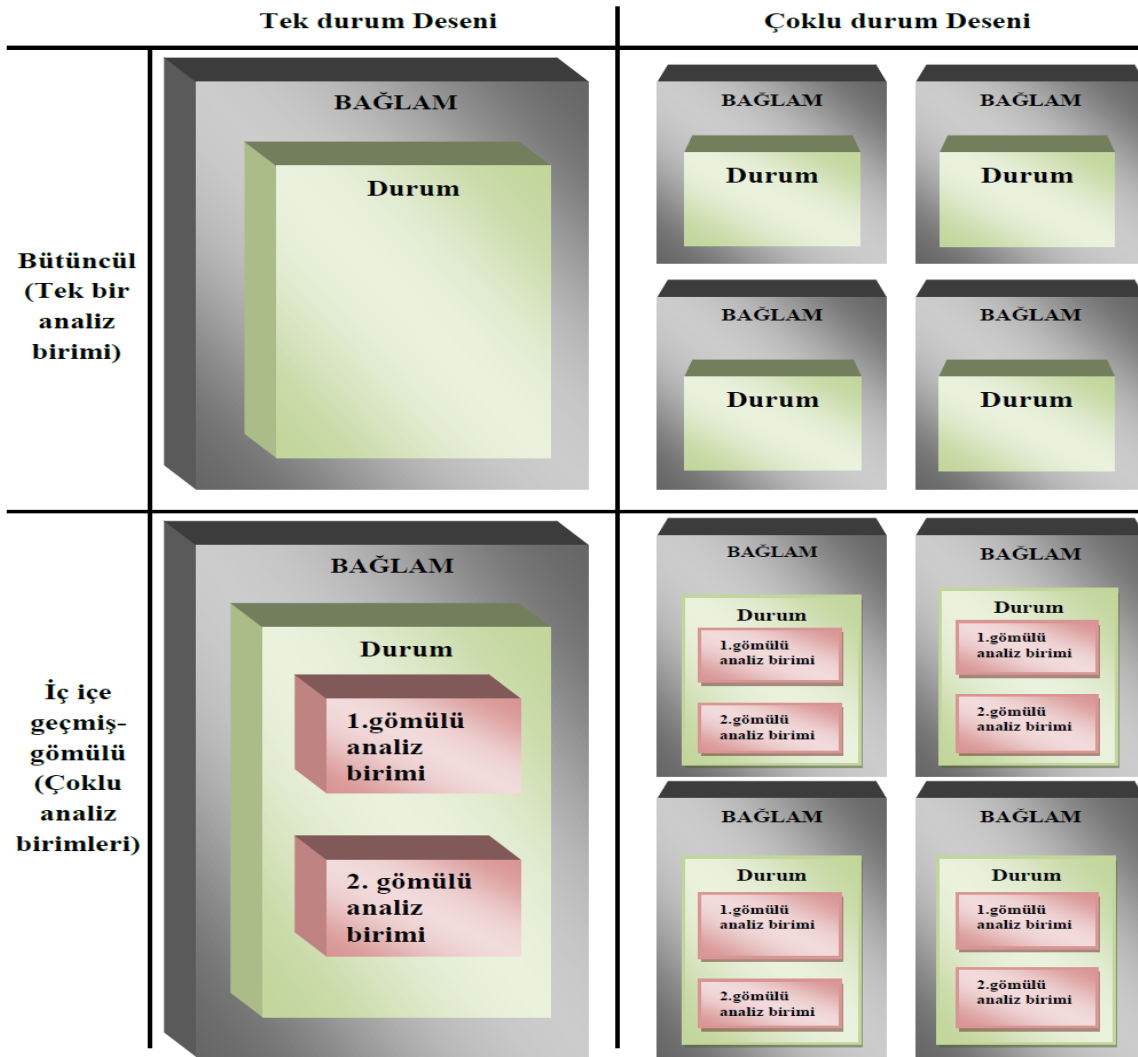 Tek durum Deseni
Çoklu durum Deseni
Bütüncül
(Tek bir
analiz
birimi)
BAĞLAM
Durum
BAĞLAM
Durum
BAĞLAM
Durum
BAĞLAM
Durum
BAĞLAM
Durum
İç içe
geçmiş-
gömülü
(Çoklu
analiz
birimleri)
BAĞLAM
Durum
1.gömülü
analiz
birimi
2. gömülü
analiz
birimi
BAĞLAM
Durum
1.gömülü
analiz birimi
2.gömülü
analiz birimi
BAĞLAM
Durum
1.gömülü
analiz birimi
2.gömülü
analiz birimi
BAĞLAM
Durum
1.gömülü
analiz birimi
2.gömülü
analiz birimi
BAĞLAM
Durum
1.gömülü
analiz birimi
2.gömülü
analiz birimi